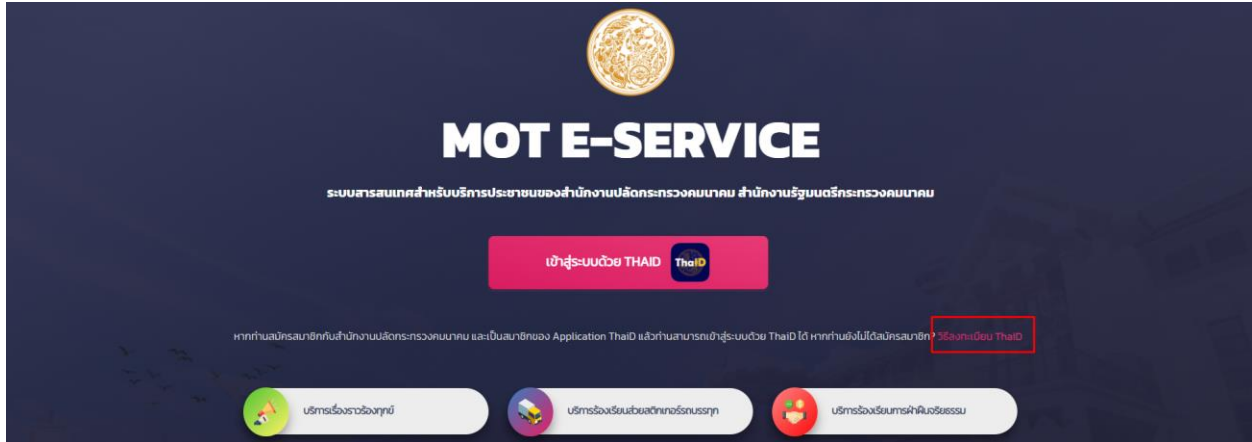 MOT E-SERVICE
ระบบสารสนเทศสำหรับบริการประชาชนของสำนักงานปลัดกระทรวงคมนาคม สำนักงานรัฐมนตรีกระทรวงคมนาคม
เข้าสู่ระบบด้วย THAID ThaID
หากท่านสมัครสมาชิกกับสำนักงานปลัดกระทรวงคมนาคม และเป็นสมาชิกของ Application ThaiD แล้วท่านสามารถเข้าสู่ระบบด้วย ThaiD ได้ หากท่านยังไม่ได้สมัครสมาชิก? วิธีลงทะเบียน ThaiD
บริการเรื่องราวร้องทุกข์ บริการร้องเรียนส่วยสติกเกอร์รถบรรทุก บริการร้องเรียนการฝ่าฝืนจริยธรรม